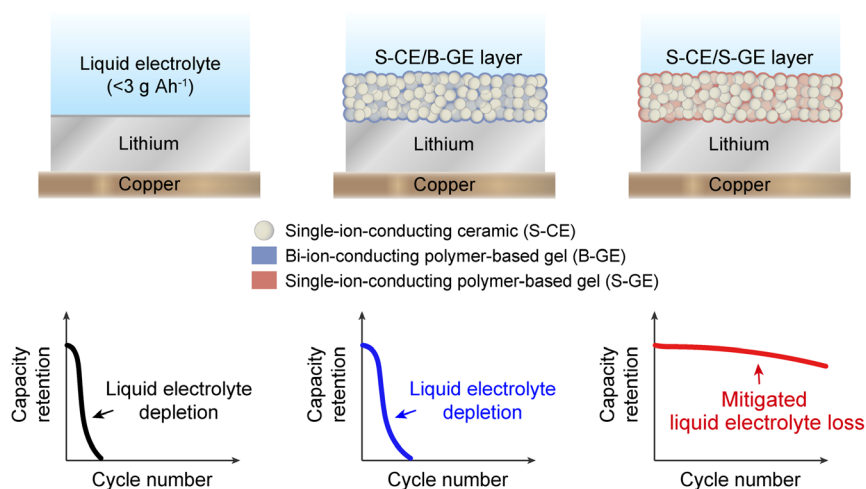 Liquid electrolyte
(<3 g Ah⁻¹)
Lithium
Copper
S-CE/B-GE layer
Lithium
Copper
S-CE/S-GE layer
Lithium
Copper
Single-ion-conducting ceramic (S-CE)
Bi-ion-conducting polymer-based gel (B-GE)
Single-ion-conducting polymer-based gel (S-GE)
Capacity
retention
Liquid electrolyte
depletion
Cycle number
Capacity
retention
Liquid electrolyte
depletion
Cycle number
Capacity
retention
Mitigated
liquid electrolyte loss
Cycle number